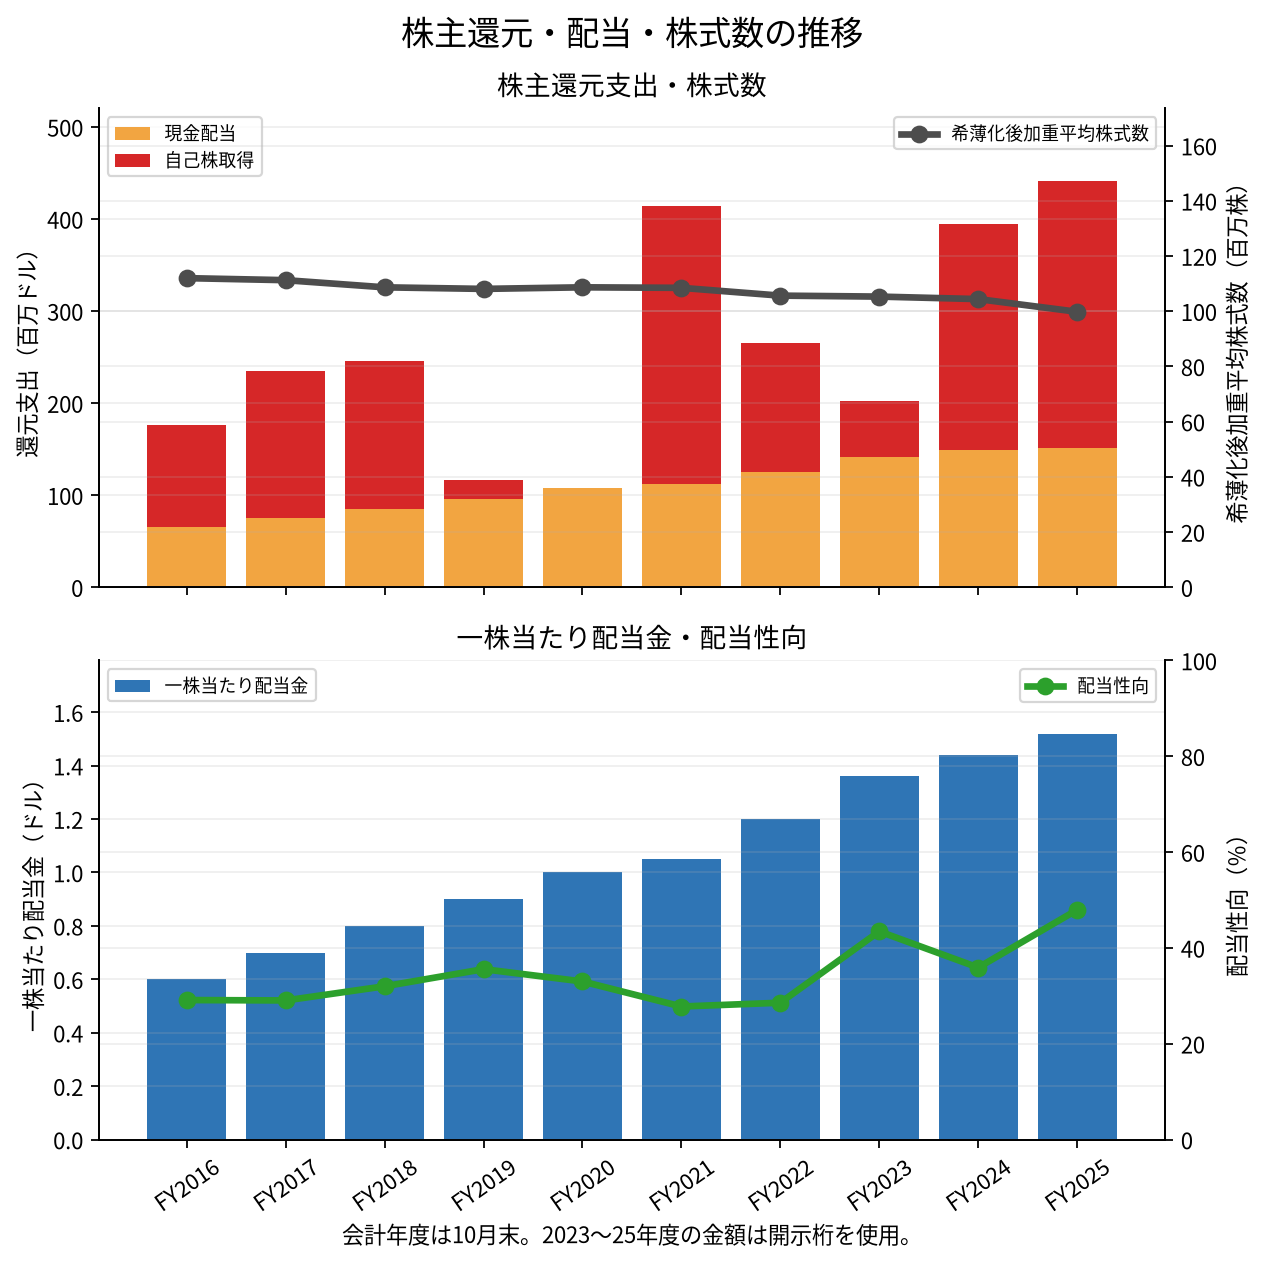 株主還元・配当・株式数の推移
株主還元支出・株式数
現金配当
自己株取得
希薄化後加重平均株式数
500
400
300
200
100
0
還元支出（百万ドル）
160
140
120
100
80
60
40
20
0
希薄化後加重平均株式数（百万株）
一株当たり配当金・配当性向
一株当たり配当金
配当性向
1.6
1.4
1.2
1.0
0.8
0.6
0.4
0.2
0.0
一株当たり配当金（ドル）
100
80
60
40
20
0
配当性向（%）
FY2016
FY2017
FY2018
FY2019
FY2020
FY2021
FY2022
FY2023
FY2024
FY2025
会計年度は10月末。2023～25年度の金額は開示桁を使用。